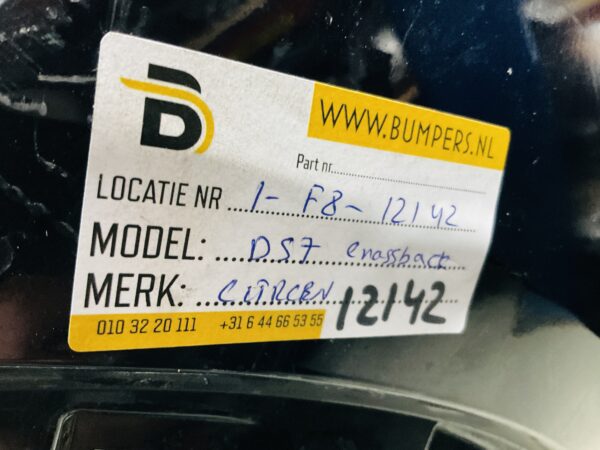 B
WWW.BUMPERS.NL
Part nr.
LOCATIE NR 1- F8- 12142
MODEL: DS7 Crossback
MERK: CITROEN 12142
010 32 20 111 +31 6 44 66 53 55